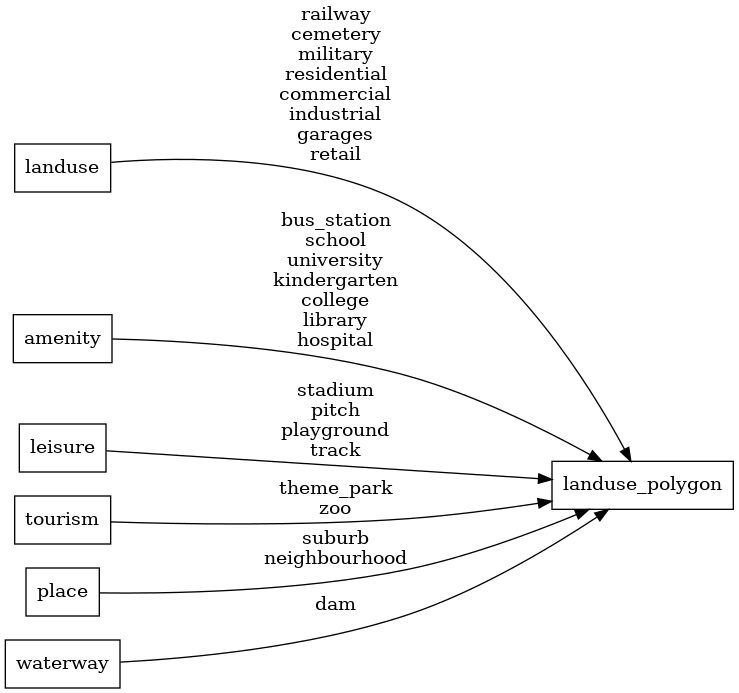 railway
cemetery
military
residential
commercial
industrial
garages
retail
landuse
bus_station
school
university
kindergarten
college
library
hospital
amenity
stadium
pitch
playground
track
leisure
theme_park
zoo
tourism
suburb
neighbourhood
place
dam
waterway
landuse_polygon